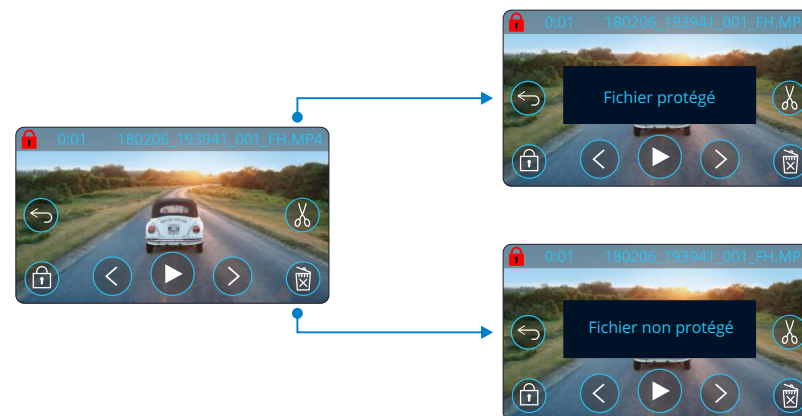 0:01 180206_193941_001_FH.MP4
0:01 180206_193941_001_FH.MP
Fichier protégé
0:01 180206_193941_001_FH.MP
Fichier non protégé